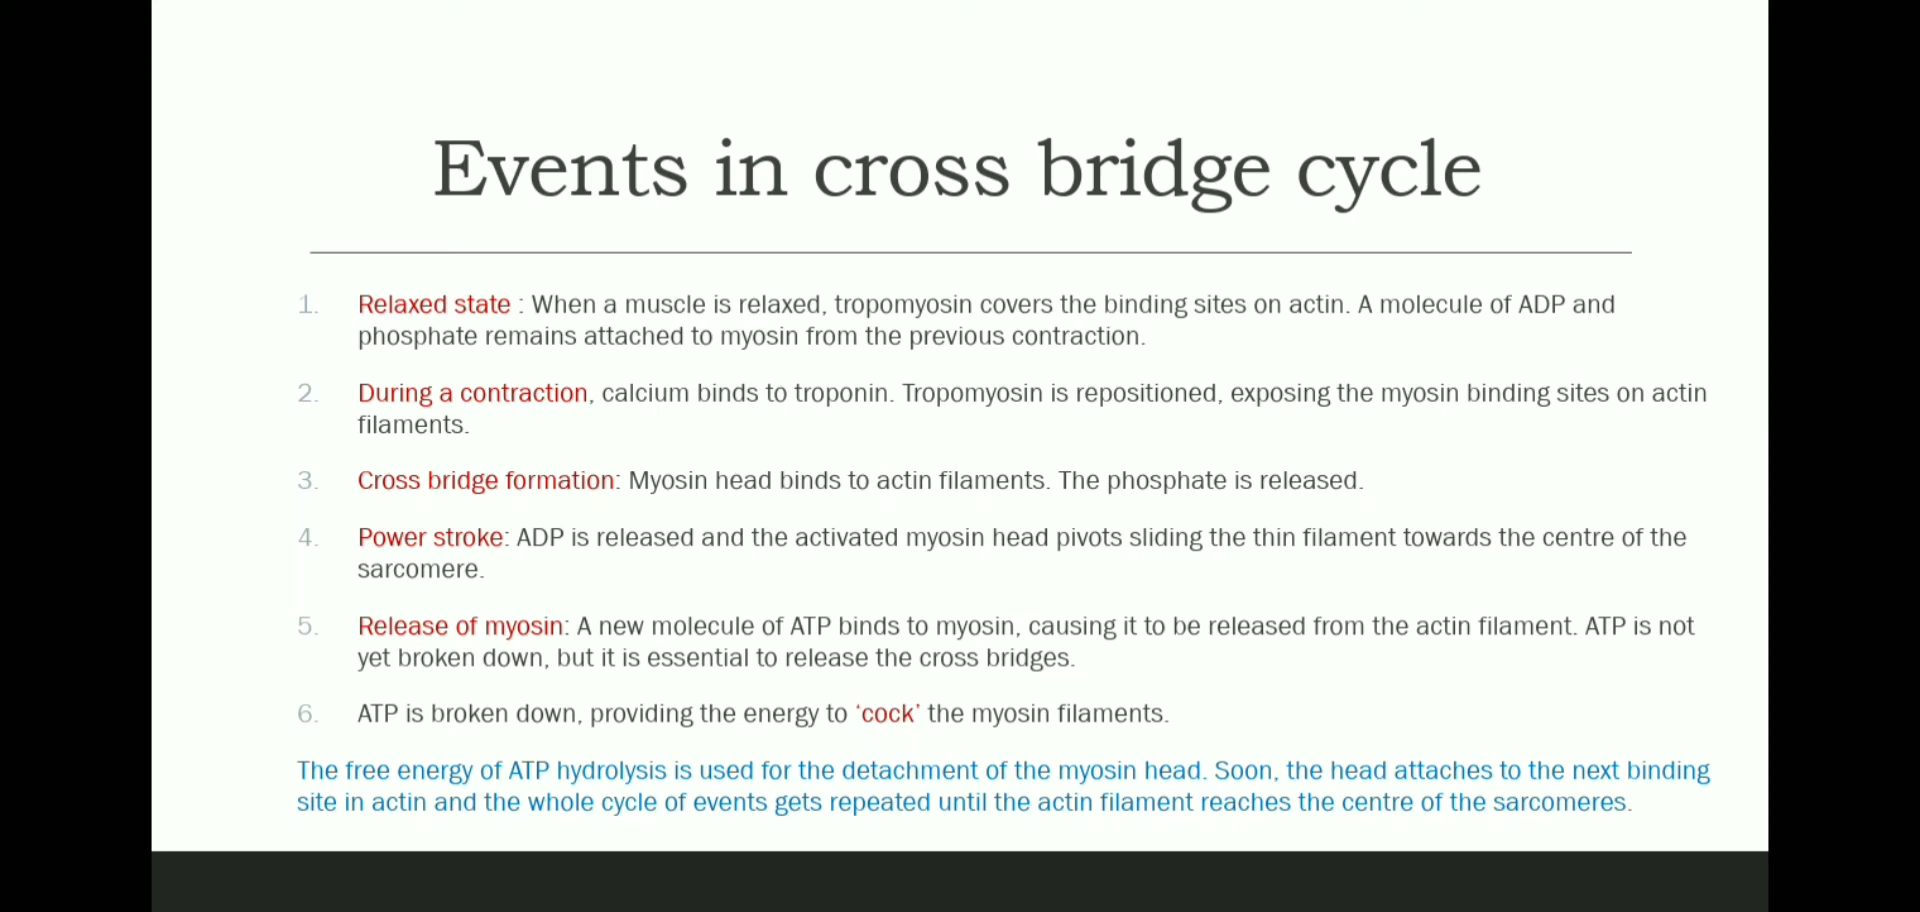 Events in cross bridge cycle
1. Relaxed state : When a muscle is relaxed, tropomyosin covers the binding sites on actin. A molecule of ADP and
phosphate remains attached to myosin from the previous contraction.
2. During a contraction, calcium binds to troponin. Tropomyosin is repositioned, exposing the myosin binding sites on actin
filaments.
3. Cross bridge formation: Myosin head binds to actin filaments. The phosphate is released.
4. Power stroke: ADP is released and the activated myosin head pivots sliding the thin filament towards the centre of the
sarcomere.
5. Release of myosin: A new molecule of ATP binds to myosin, causing it to be released from the actin filament. ATP is not
yet broken down, but it is essential to release the cross bridges.
6. ATP is broken down, providing the energy to ‘cock’ the myosin filaments.
The free energy of ATP hydrolysis is used for the detachment of the myosin head. Soon, the head attaches to the next binding
site in actin and the whole cycle of events gets repeated until the actin filament reaches the centre of the sarcomeres.